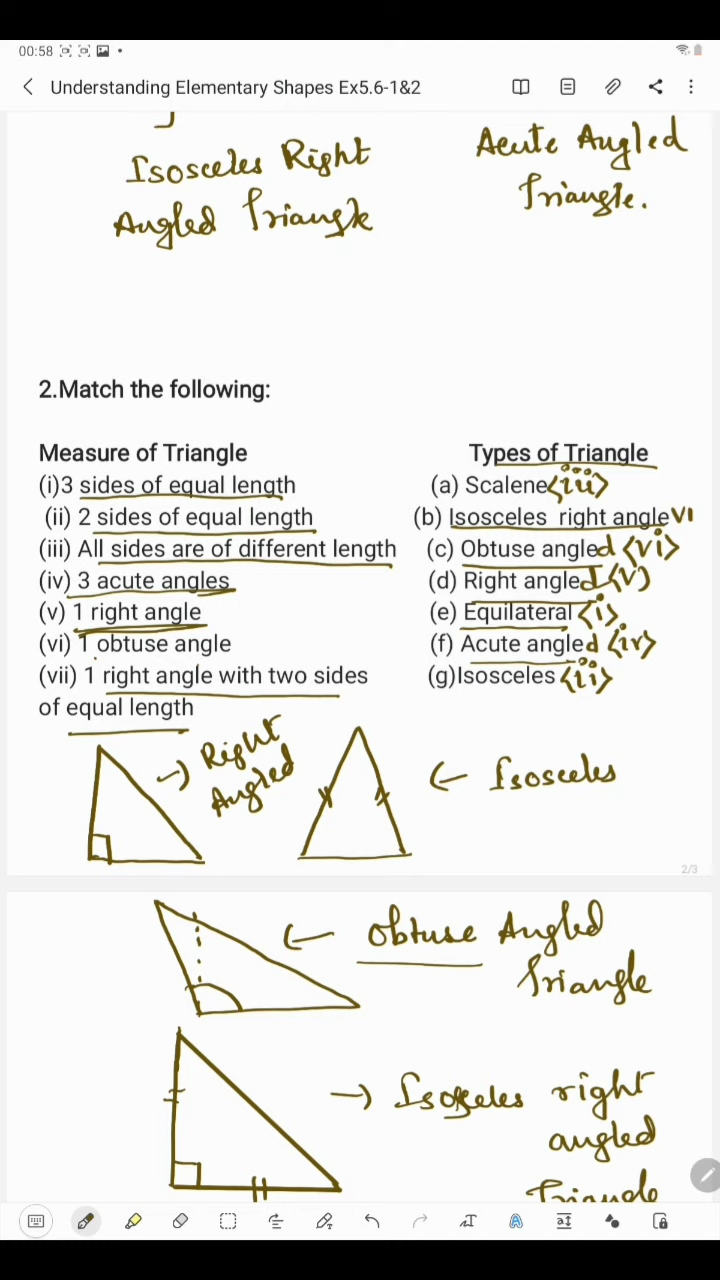 00:58
Understanding Elementary Shapes Ex5.6-1&2
Isosceles Right
Angled Triangle
Acute Angled
Triangle.
2.Match the following:
Measure of Triangle
Types of Triangle
(i)3 sides of equal length
(a) Scalene <iii>
(ii) 2 sides of equal length
(b) Isosceles right angle VI
(iii) All sides are of different length
(c) Obtuse angled <vi>
(iv) 3 acute angles
(d) Right angled <v>
(v) 1 right angle
(e) Equilateral <i>
(vi) 1 obtuse angle
(f) Acute angled <iv>
(vii) 1 right angle with two sides
of equal length
(g)Isosceles <ii>
→ Right
Angled
← Isosceles
2/3
← Obtuse Angled
Triangle
→ Isosceles right
angled
Triangle